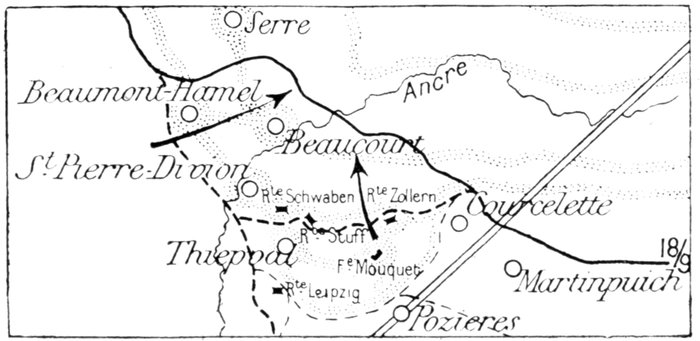 Serre
Ancre
Beaumont-Hamel
Beaucourt
St Pierre-Divion
Rte Schwaben
Rte Zollern
Courcelette
Rte Stuff
Thiepval
Fe Mouquet
18/9
Martinpuich
Rte Leipzig
Pozieres